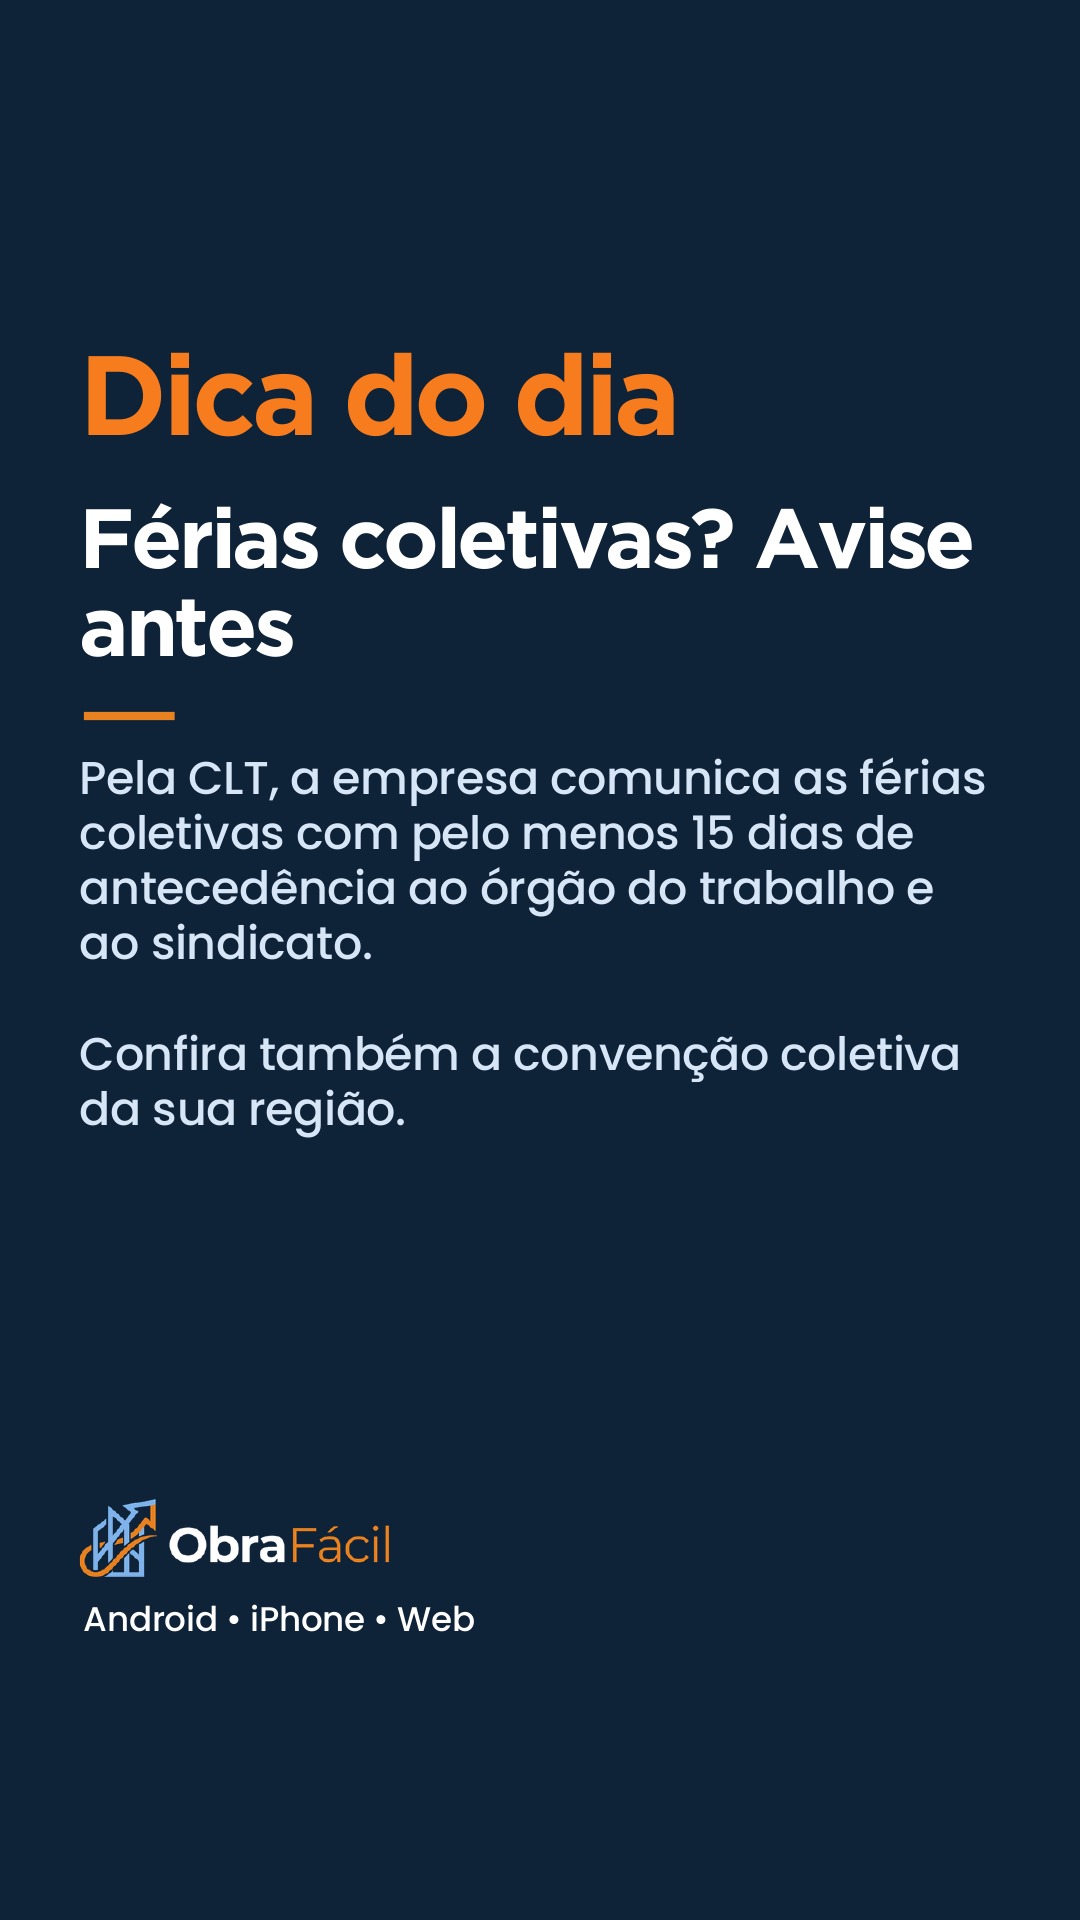 Dica do dia
Férias coletivas? Avise
antes
Pela CLT, a empresa comunica as férias
coletivas com pelo menos 15 dias de
antecedência ao órgão do trabalho e
ao sindicato.
Confira também a convenção coletiva
da sua região.
ObraFácil
Android • iPhone • Web